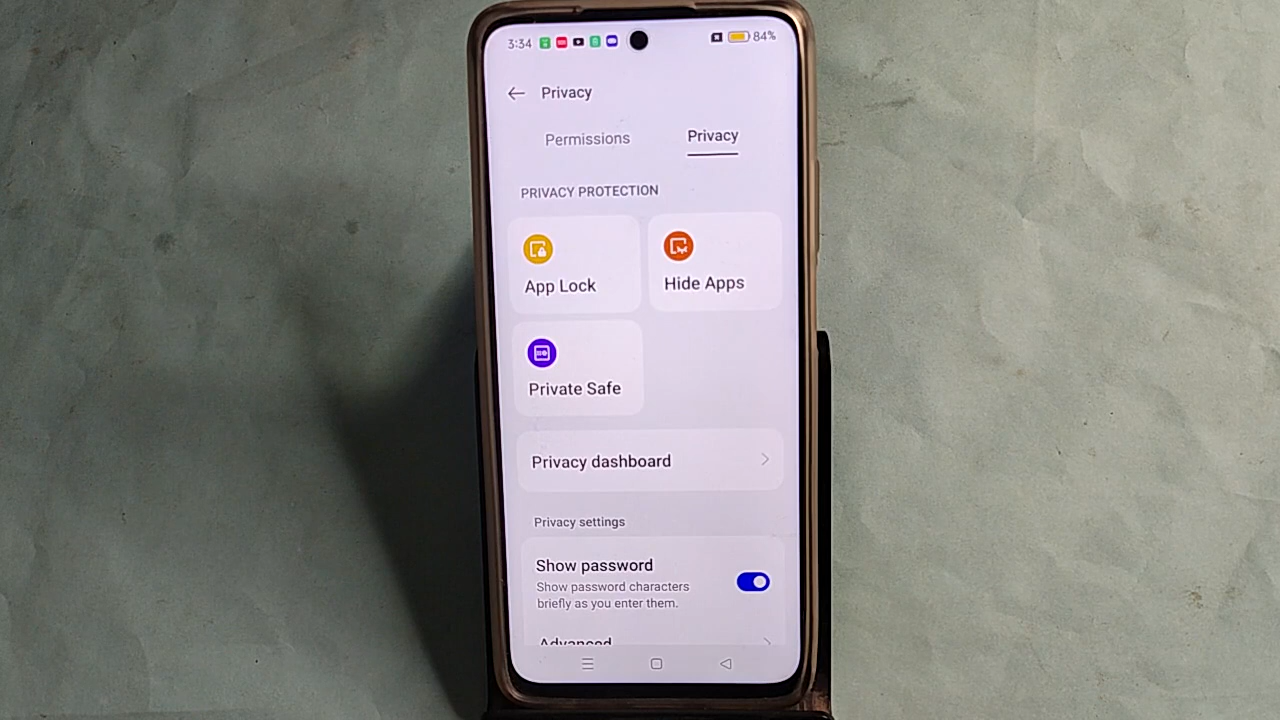 3:34 84%
Privacy
Permissions Privacy
PRIVACY PROTECTION
App Lock Hide Apps
Private Safe
Privacy dashboard
Privacy settings
Show password
Show password characters
briefly as you enter them.
Advanced